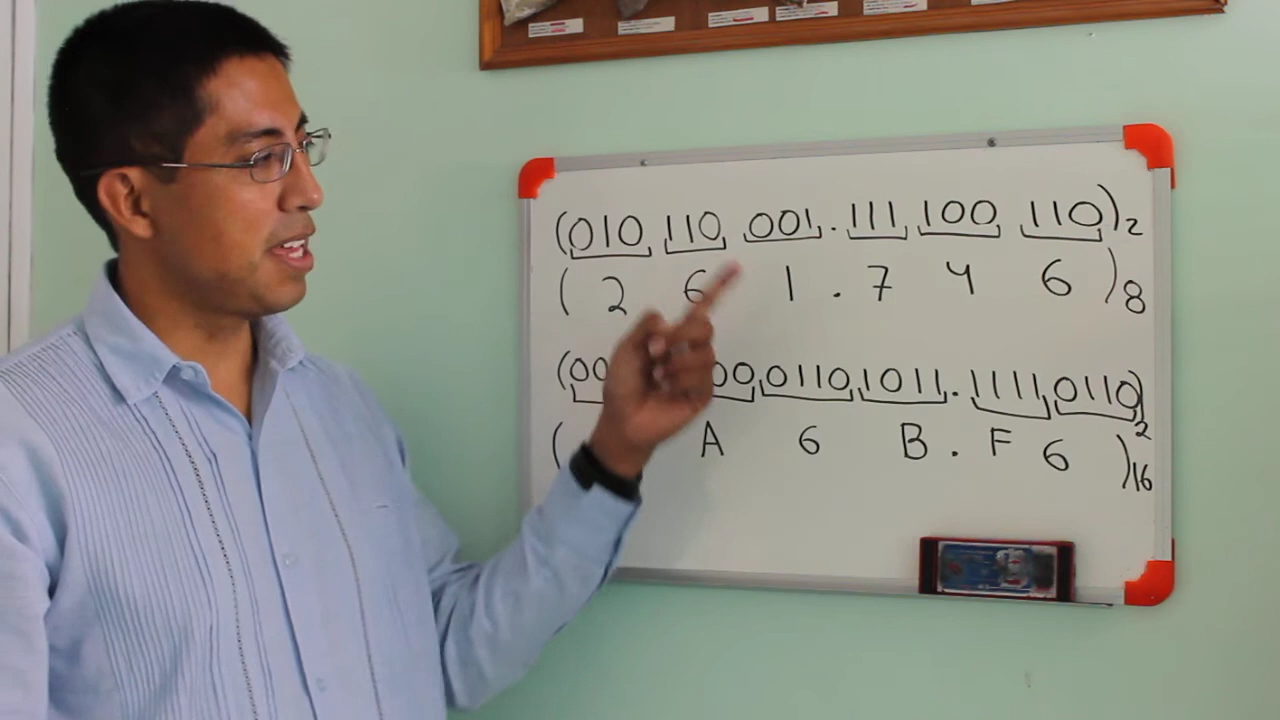 (010 110 001.111 100 110)2
( 2 6 1 . 7 4 6 )8
(00 00 0110 1011.1111 0110)2
( A 6 B . F 6 )16